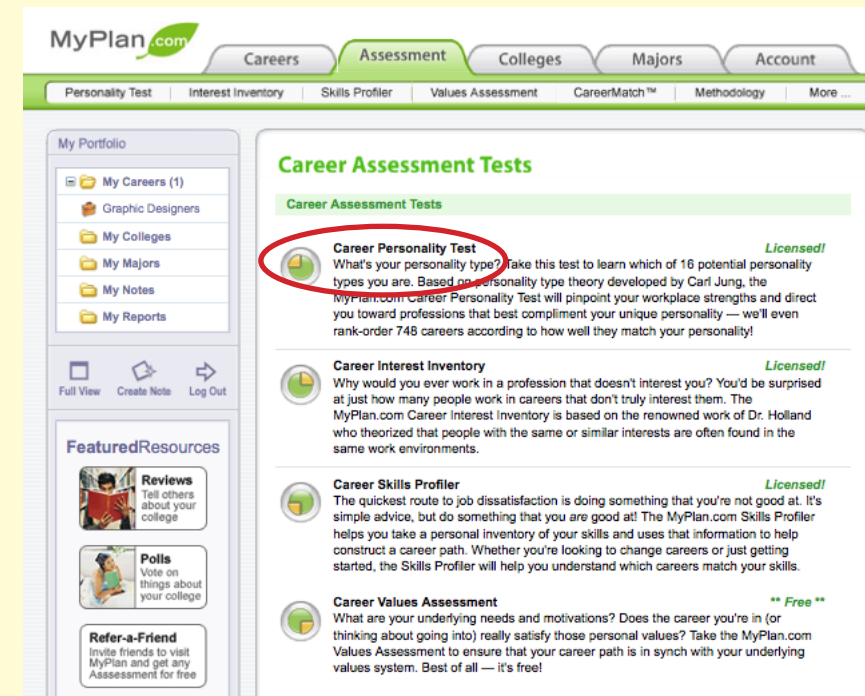 MyPlan.com
Careers
Assessment
Colleges
Majors
Account
Personality Test
Interest Inventory
Skills Profiler
Values Assessment
CareerMatch™
Methodology
More ...
My Portfolio
My Careers (1)
Graphic Designers
My Colleges
My Majors
My Notes
My Reports
Full View
Create Note
Log Out
FeaturedResources
Reviews
Tell others
about your
college
Polls
Vote on
things about
your college
Refer-a-Friend
Invite friends to visit
MyPlan and get any
Asssessment for free
Career Assessment Tests
Career Assessment Tests
Career Personality Test
Licensed!
What's your personality type? Take this test to learn which of 16 potential personality
types you are. Based on personality type theory developed by Carl Jung, the
MyPlan.com Career Personality Test will pinpoint your workplace strengths and direct
you toward professions that best compliment your unique personality — we'll even
rank-order 748 careers according to how well they match your personality!
Career Interest Inventory
Licensed!
Why would you ever work in a profession that doesn't interest you? You'd be surprised
at just how many people work in careers that don't truly interest them. The
MyPlan.com Career Interest Inventory is based on the renowned work of Dr. Holland
who theorized that people with the same or similar interests are often found in the
same work environments.
Career Skills Profiler
Licensed!
The quickest route to job dissatisfaction is doing something that you're not good at. It's
simple advice, but do something that you are good at! The MyPlan.com Skills Profiler
helps you take a personal inventory of your skills and uses that information to help
construct a career path. Whether you're looking to change careers or just getting
started, the Skills Profiler will help you understand which careers match your skills.
Career Values Assessment
** Free **
What are your underlying needs and motivations? Does the career you're in (or
thinking about going into) really satisfy those personal values? Take the MyPlan.com
Values Assessment to ensure that your career path is in synch with your underlying
values system. Best of all — it's free!